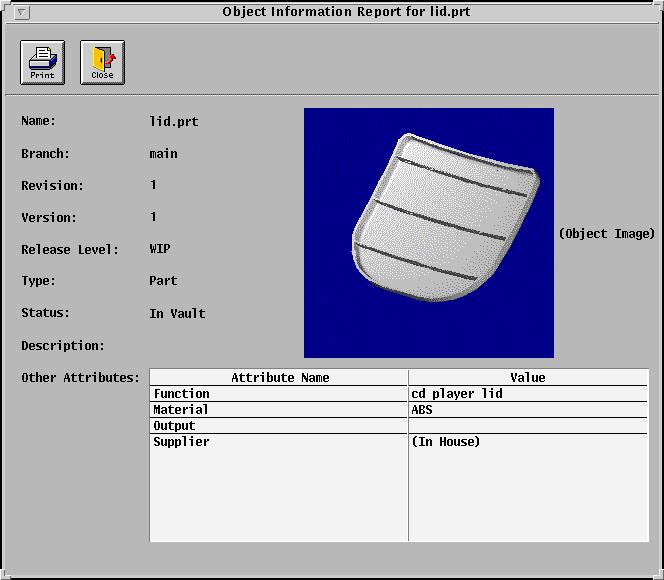 Object Information Report for lid.prt
Print Close
Name: lid.prt
Branch: main
Revision: 1
Version: 1
(Object Image)
Release Level: WIP
Type: Part
Status: In Vault
Description:
Other Attributes:
Attribute Name Value
Function cd player lid
Material ABS
Output
Supplier (In House)